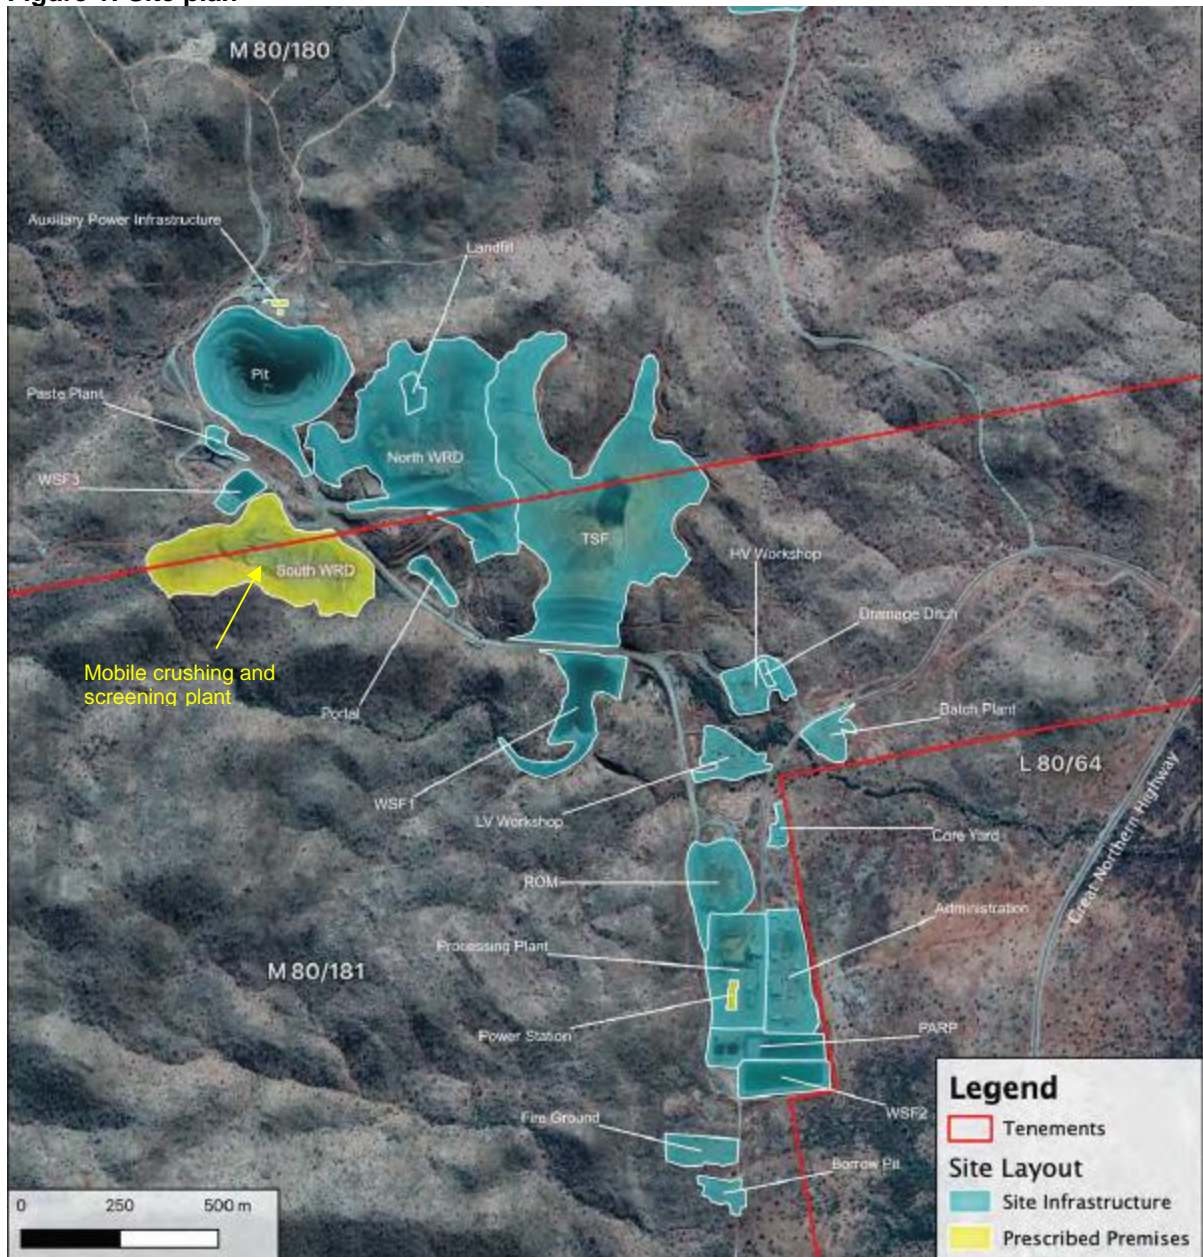 Figure 1: Site plan
M 80/180
Auxiliary Power Infrastructure
Landfill
Pit
Paste Plant
North WRD
WSF3
TSF
HV Workshop
South WRD
Drainage Ditch
Mobile crushing and
screening plant
Portal
Batch Plant
L 80/64
WSF1
LV Workshop
Core Yard
Great Northern Highway
ROM
Administration
Processing Plant
M 80/181
Power Station
PARP
Legend
Tenements
WSF2
Fire Ground
Site Layout
Borrow Pit
Site Infrastructure
0 250 500 m
Prescribed Premises